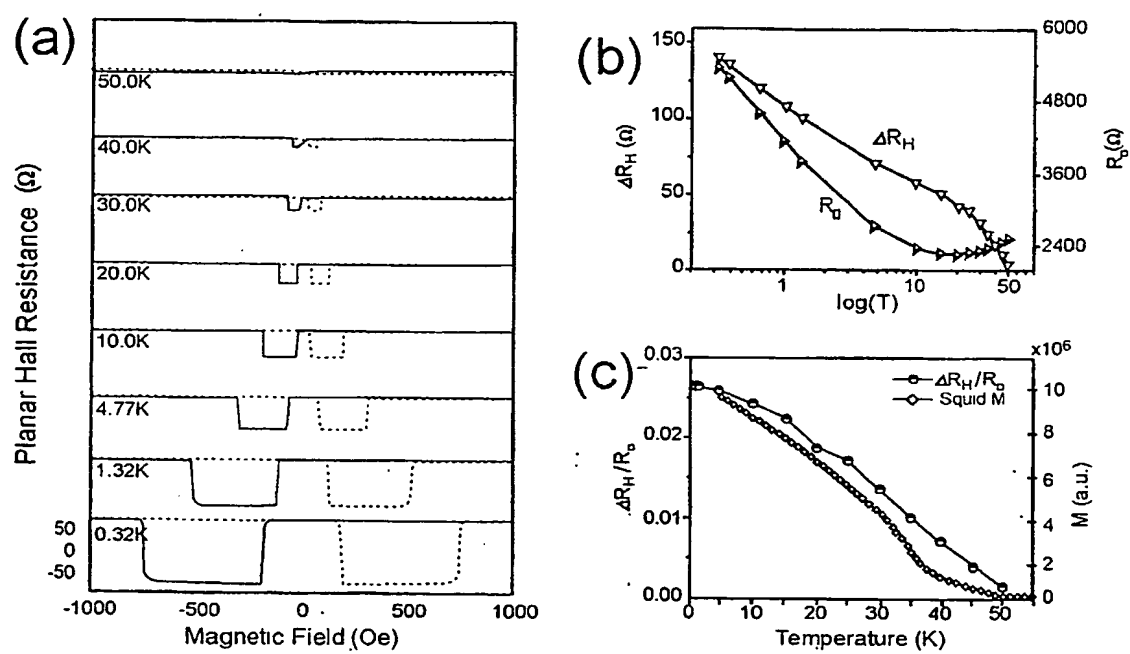 (a)
Planar Hall Resistance (Ω)
50.0K
40.0K
30.0K
20.0K
10.0K
4.77K
1.32K
0.32K
50
0
-50
-1000 -500 0 500 1000
Magnetic Field (Oe)
(b)
150
100
50
0
ΔR_H (Ω)
6000
4800
3600
2400
R_□(Ω)
ΔR_H
R_□
1 10 50
log(T)
(c)
0.03
0.02
0.01
0.00
ΔR_H/R_□
x10⁶
10
8
6
4
2
0
M (a.u.)
ΔR_H/R_□
Squid M
0 10 20 30 40 50
Temperature (K)